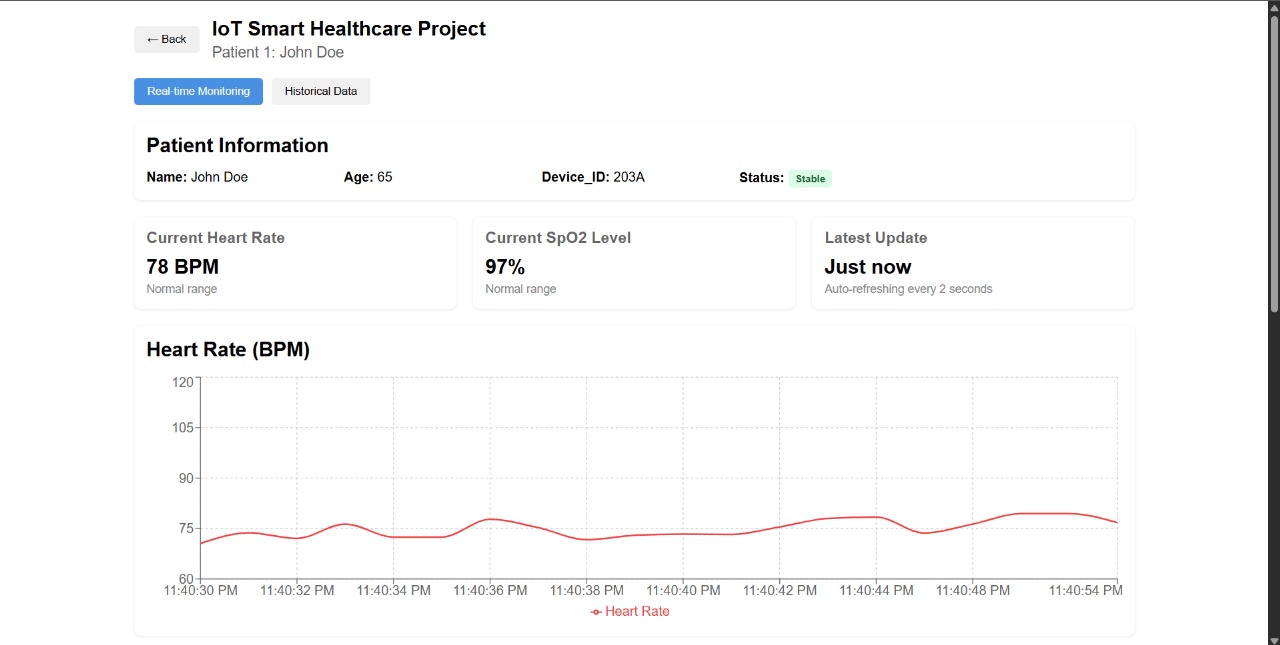 ← Back
IoT Smart Healthcare Project
Patient 1: John Doe
Real-time Monitoring
Historical Data
Patient Information
Name: John Doe
Age: 65
Device_ID: 203A
Status: Stable
Current Heart Rate
78 BPM
Normal range
Current SpO2 Level
97%
Normal range
Latest Update
Just now
Auto-refreshing every 2 seconds
Heart Rate (BPM)
120
105
90
75
60
11:40:30 PM 11:40:32 PM 11:40:34 PM 11:40:36 PM 11:40:38 PM 11:40:40 PM 11:40:42 PM 11:40:44 PM 11:40:48 PM 11:40:54 PM
Heart Rate